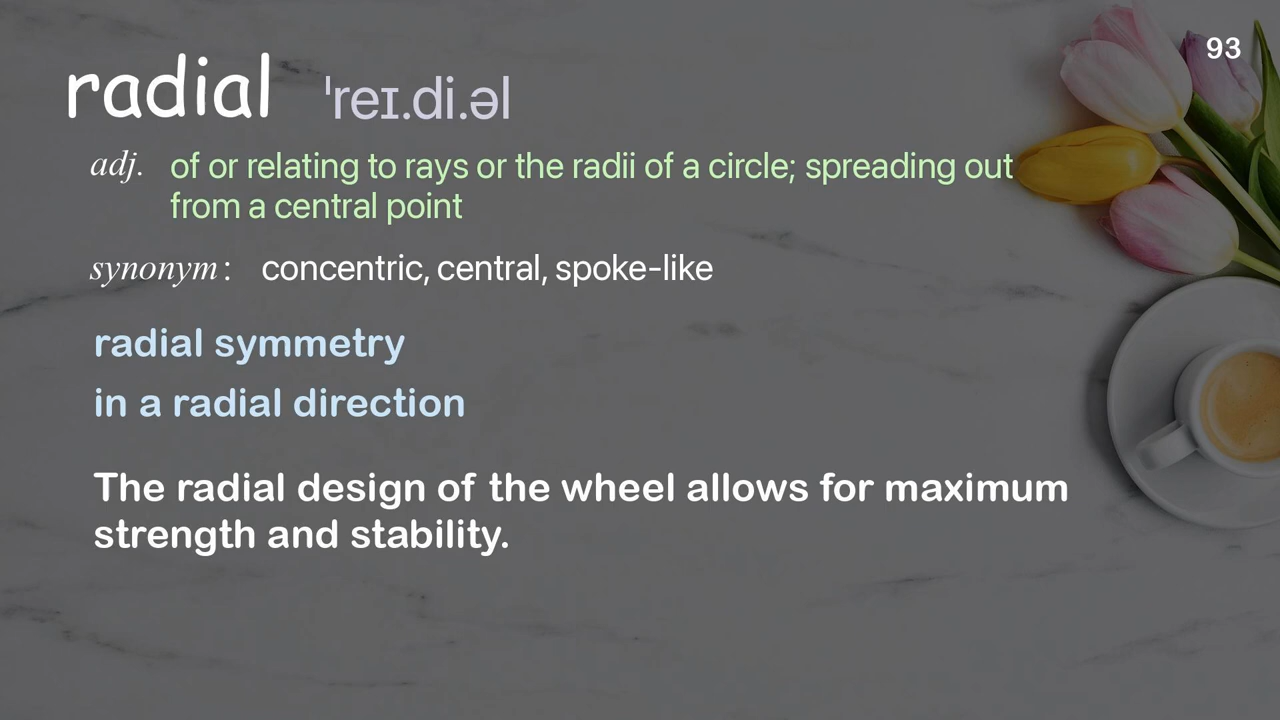 93
radial ˈreɪ.di.əl
adj. of or relating to rays or the radii of a circle; spreading out
from a central point
synonym: concentric, central, spoke-like
radial symmetry
in a radial direction
The radial design of the wheel allows for maximum
strength and stability.